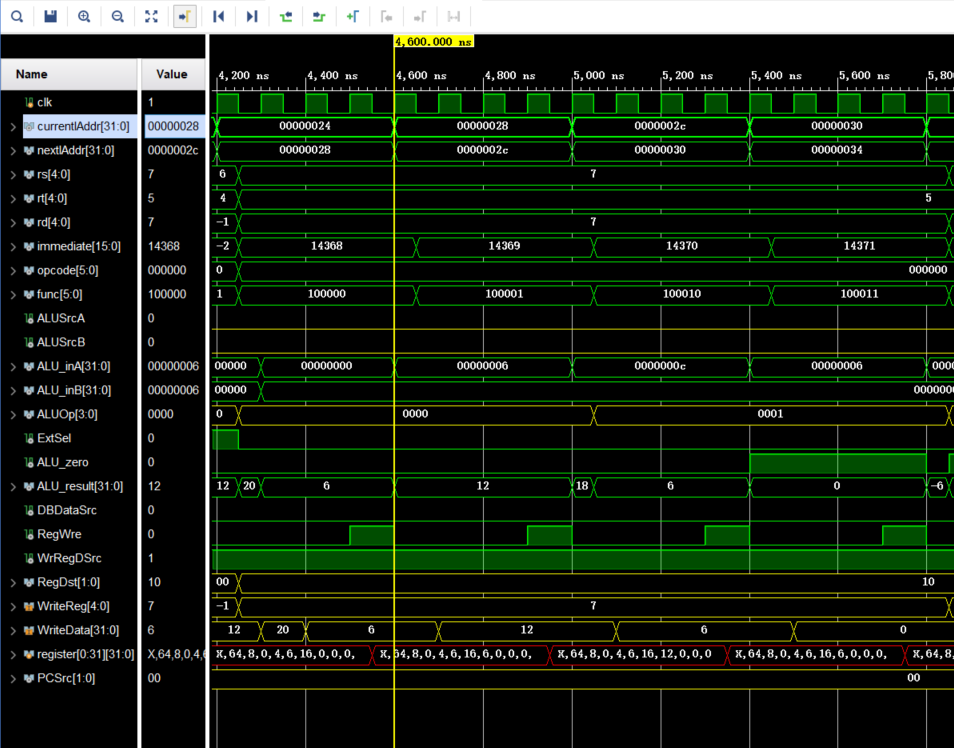 4,600.000 ns
Name Value 4,200 ns 4,400 ns 4,600 ns 4,800 ns 5,000 ns 5,200 ns 5,400 ns 5,600 ns 5,80
clk 1
currentIAddr[31:0] 00000028 00000024 00000028 0000002c 00000030
nextIAddr[31:0] 0000002c 00000028 0000002c 00000030 00000034
rs[4:0] 7 6 7
rt[4:0] 5 4 5
rd[4:0] 7 -1 7
immediate[15:0] 14368 -2 14368 14369 14370 14371
opcode[5:0] 000000 0 000000
func[5:0] 100000 1 100000 100001 100010 100011
ALUSrcA 0
ALUSrcB 0
ALU_inA[31:0] 00000006 00000 00000000 00000006 0000000c 00000006 0000
ALU_inB[31:0] 00000006 00000 0000000
ALUOp[3:0] 0000 0 0000 0001
ExtSel 0
ALU_zero 0
ALU_result[31:0] 12 12 20 6 12 18 6 0 -6
DBDataSrc 0
RegWre 0
WrRegDSrc 1
RegDst[1:0] 10 00 10
WriteReg[4:0] 7 -1 7
WriteData[31:0] 6 12 20 6 12 6 0
register[0:31][31:0] X,64,8,0,4,6 X,64,8,0,4,6,16,0,0,0, X,64,8,0,4,6,16,6,0,0,0, X,64,8,0,4,6,16,12,0,0,0 X,64,8,0,4,6,16,6,0,0,0, X,64,8,
PCSrc[1:0] 00 00